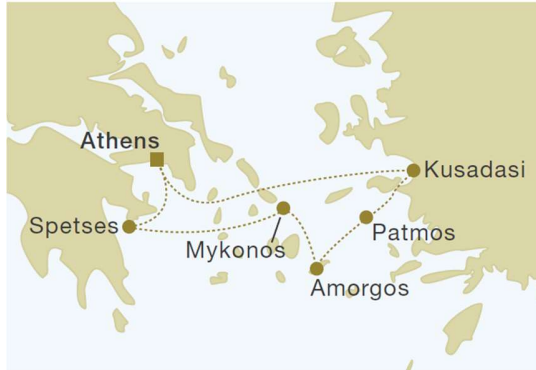 Athens
Kusadasi
Spetses
Mykonos
Patmos
Amorgos